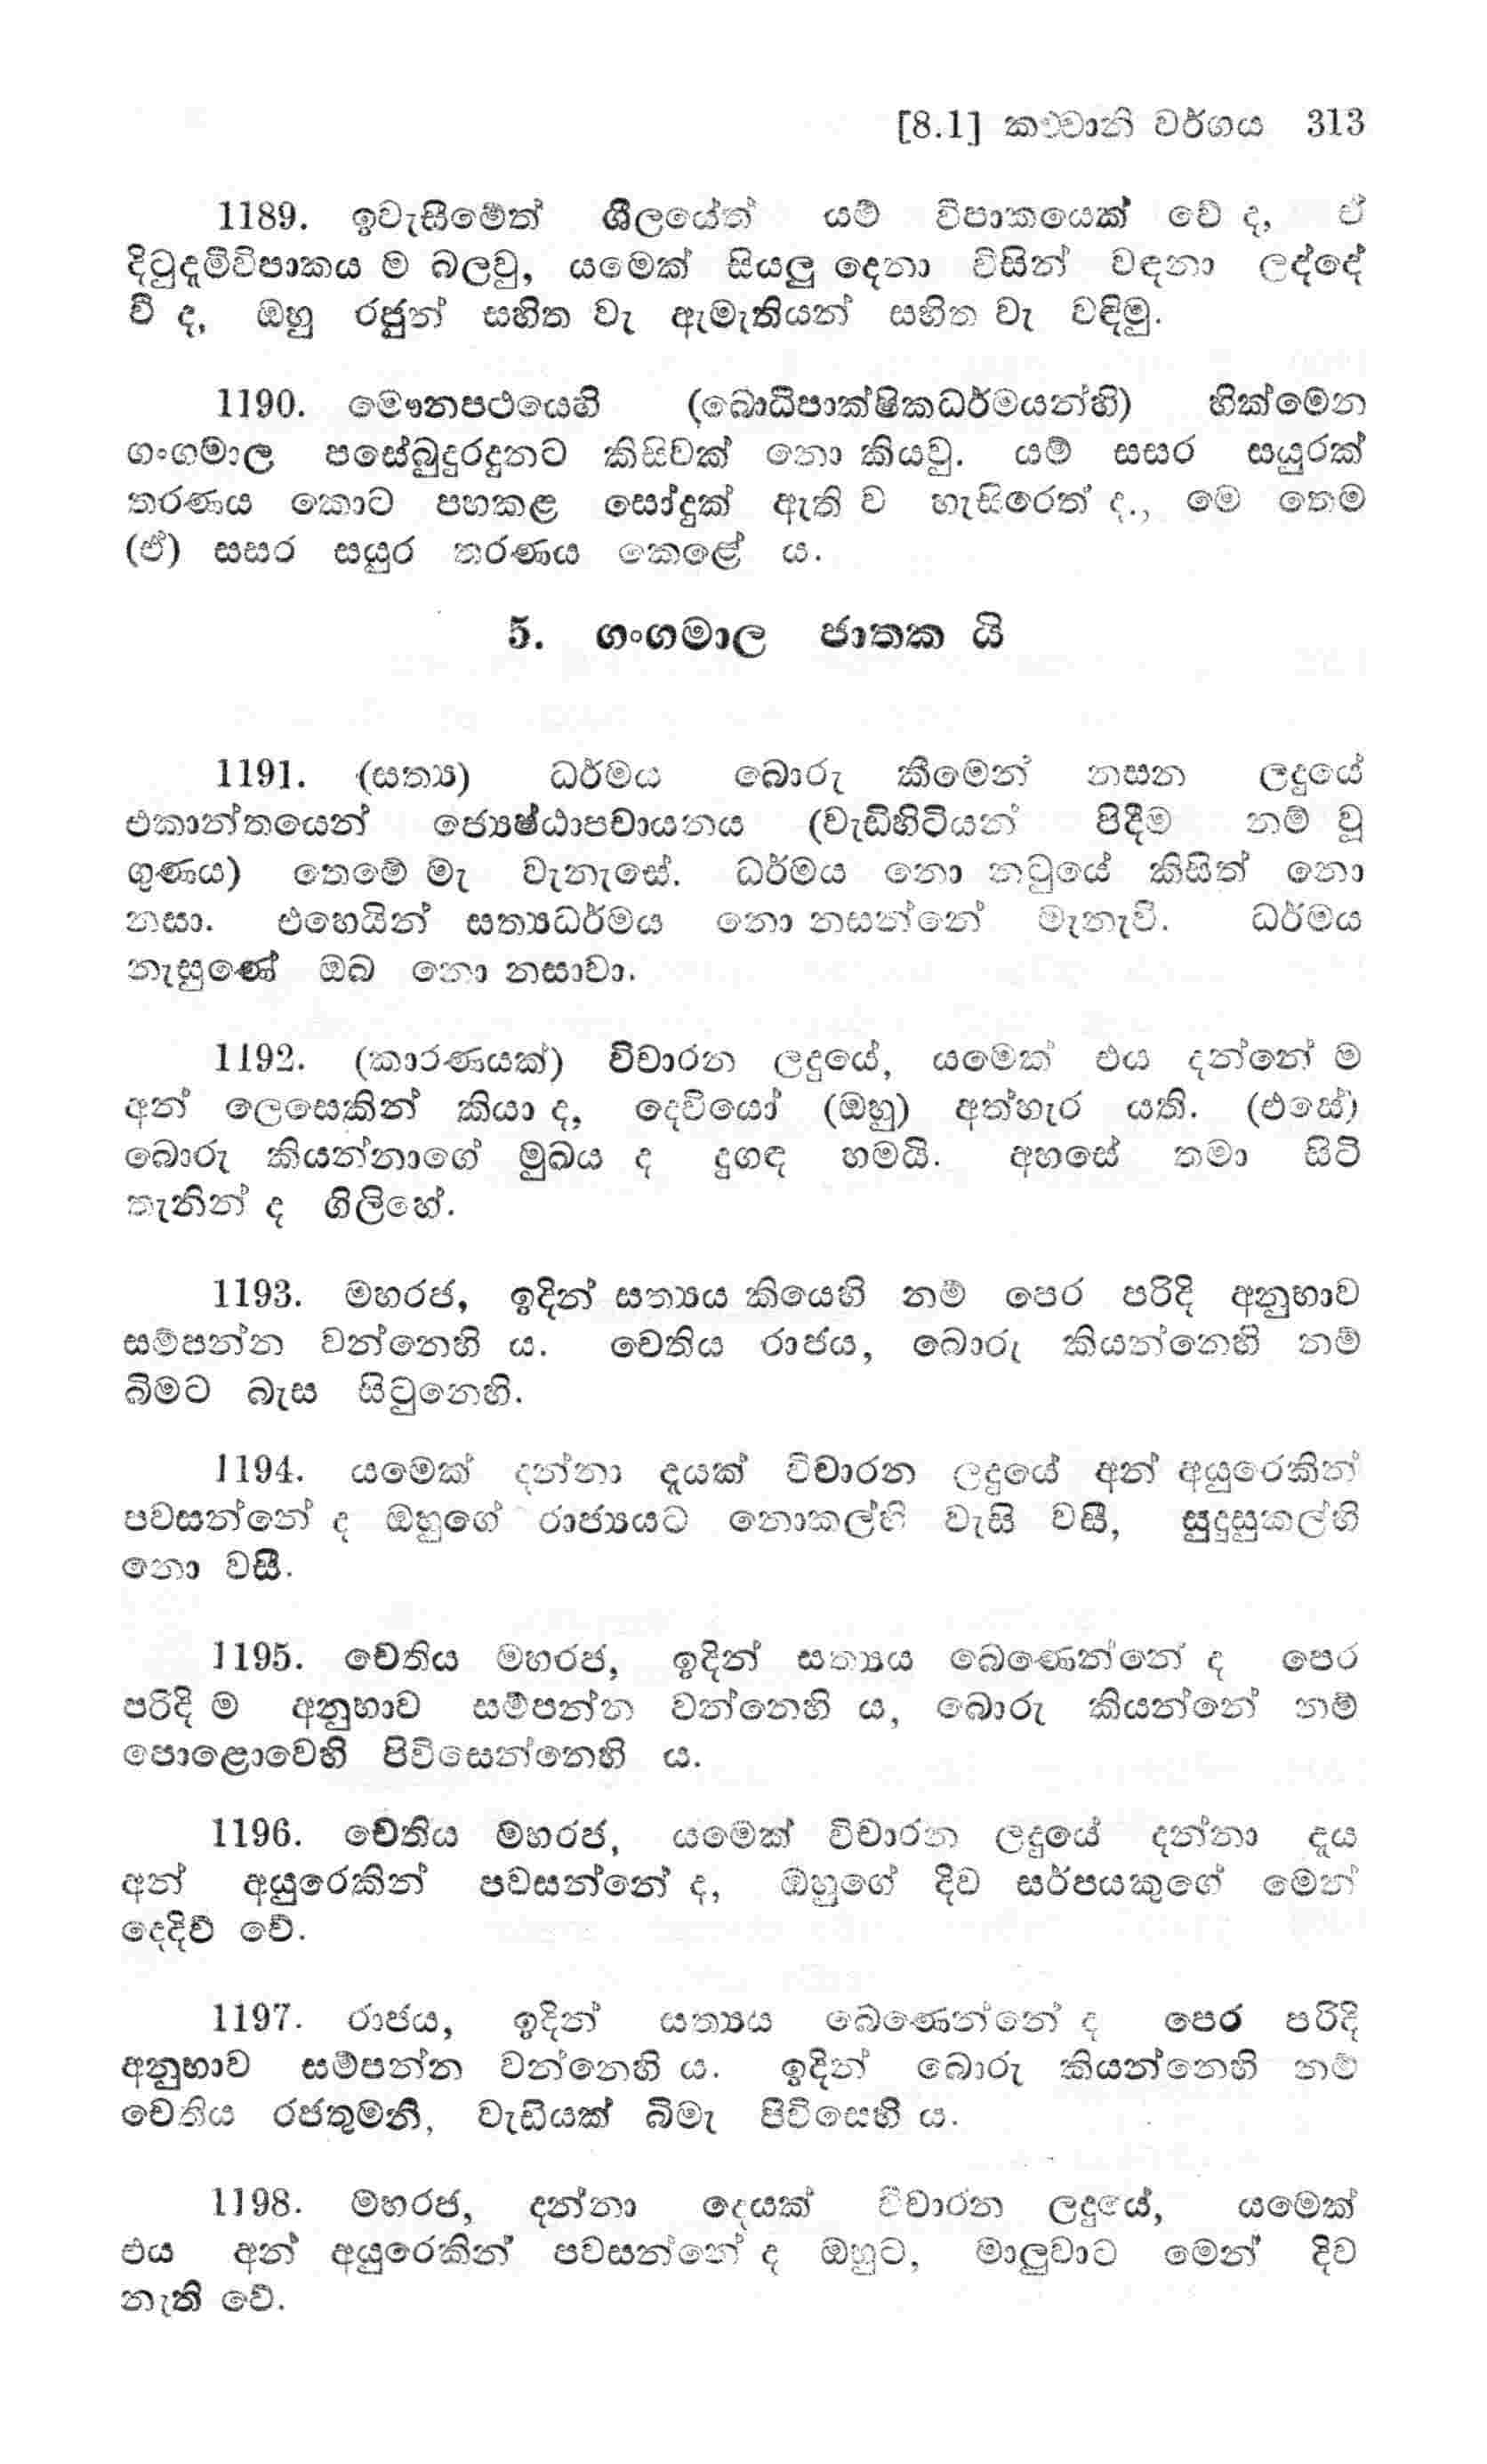 [8.1] කච්චානි වර්ගය 313
1189. ඉවැසීමේත් ශීලයේත් යම් විපාකයෙක් වේ ද, ඒ
දිටුදැමිවිපාකය ම බලවු, යමෙක් සියලු දෙනා විසින් වඳනා ලද්දේ
වී ද, ඔහු රජුන් සහිත වැ ඇමැතියන් සහිත වැ වඳිමු.
1190. මෞනපථයෙහි (බොධිපාක්ෂිකධර්මයන්හි) හික්මෙන
ගංගමාල පසේබුදුරදුනට කිසිවක් නො කියවු. යම් සසර සයුරක්
තරණය කොට පහකළ සෝදුක් ඇති ව හැසිරෙත් ද., මෙ තෙම
(ඒ) සසර සයුර තරණය කෙළේ ය.
5. ගංගමාල ජාතක යි
1191. (සත්‍ය) ධර්මය බොරු කීමෙන් නසන ලදුයේ
එකාන්තයෙන් ජ්‍යෙෂ්ඨාපචායනය (වැඩිහිටියන් පිදීම නම් වූ
ගුණය) තෙමේ මැ වැනැසේ. ධර්මය නො නටුයේ කිසිත් නො
නසා. එහෙයින් සත්‍යධර්මය නො නසන්නේ මැනැවි. ධර්මය
නැසුණේ ඔබ නො නසාවා.
1192. (කාරණයක්) විචාරන ලදුයේ, යමෙක් එය දන්නේ ම
අන් ලෙසෙකින් කියා ද, දෙවියෝ (ඔහු) අත්හැර යති. (එසේ)
බොරු කියන්නාගේ මුඛය ද දුගඳ හමයි. අහසේ තමා සිටි
තැනින් ද ගිලිහේ.
1193. මහරජ, ඉදින් සත්‍යය කියෙහි නම් පෙර පරිදි අනුභාව
සම්පන්න වන්නෙහි ය. චෙතිය රාජය, බොරු කියන්නෙහි නම්
බිමට බැස සිටුනෙහි.
1194. යමෙක් දන්නා දැයක් විචාරන ලදුයේ අන් අයුරෙකින්
පවසන්නේ ද ඔහුගේ රාජ්‍යයට නොකල්හි වැසි වසී, සුදුසුකල්හි
නො වසී.
1195. චෙතිය මහරජ, ඉදින් සත්‍යය බෙණෙන්නේ ද පෙර
පරිදි ම අනුභාව සම්පන්න වන්නෙහි ය, බොරු කියන්නේ නම්
පොළොවෙහි පිවිසෙන්නෙහි ය.
1196. චෙතිය මහරජ, යමෙක් විචාරන ලදුයේ දන්නා දැය
අන් අයුරෙකින් පවසන්නේ ද, ඔහුගේ දිව සර්පයකුගේ මෙන්
දෙදිව් වේ.
1197. රාජය, ඉදින් සත්‍යය බෙණෙන්නේ ද පෙර පරිදි
අනුභාව සම්පන්න වන්නෙහි ය. ඉදින් බොරු කියන්නෙහි නම්
චෙතිය රජතුමනි, වැඩියක් බිමැ පිවිසෙහි ය.
1198. මහරජ, දන්නා දෙයක් විචාරන ලදුයේ, යමෙක්
එය අන් අයුරෙකින් පවසන්නේ ද ඔහුට, මාලුවාට මෙන් දිව
නැති වේ.